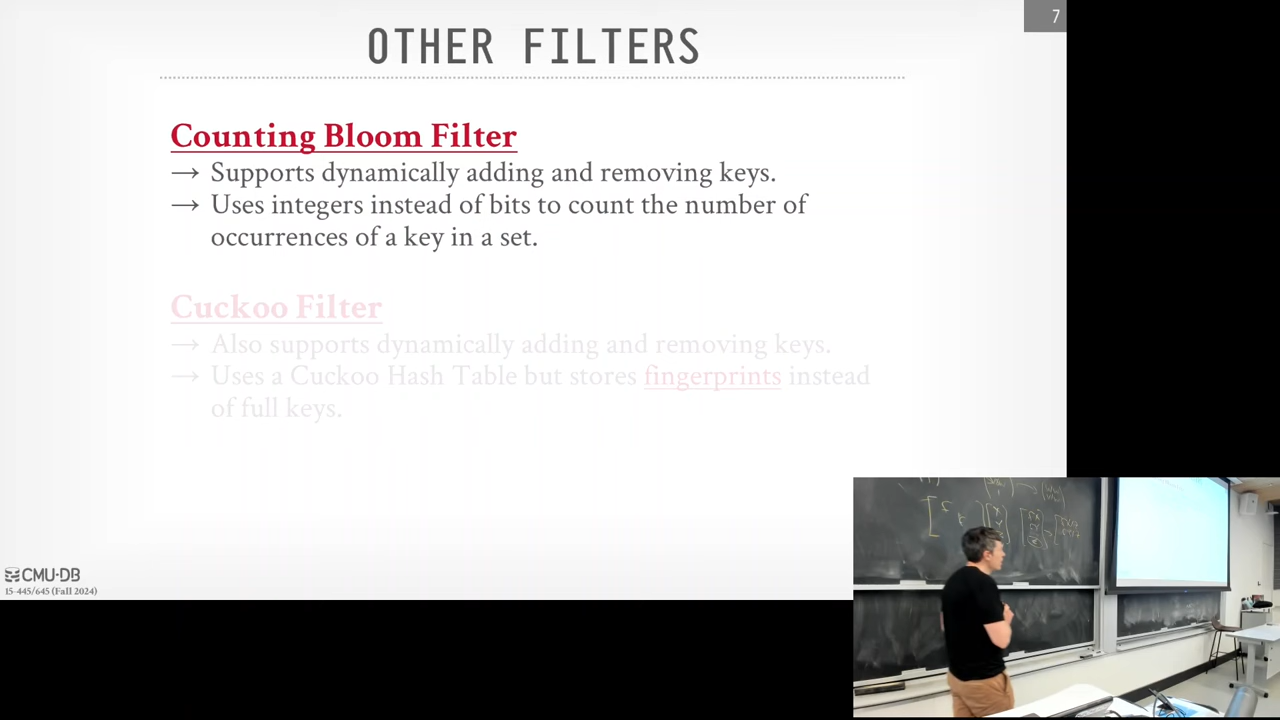 7
OTHER FILTERS
Counting Bloom Filter
→ Supports dynamically adding and removing keys.
→ Uses integers instead of bits to count the number of
occurrences of a key in a set.
Cuckoo Filter
→ Also supports dynamically adding and removing keys.
→ Uses a Cuckoo Hash Table but stores fingerprints instead
of full keys.
CMU·DB
15-445/645 (Fall 2024)